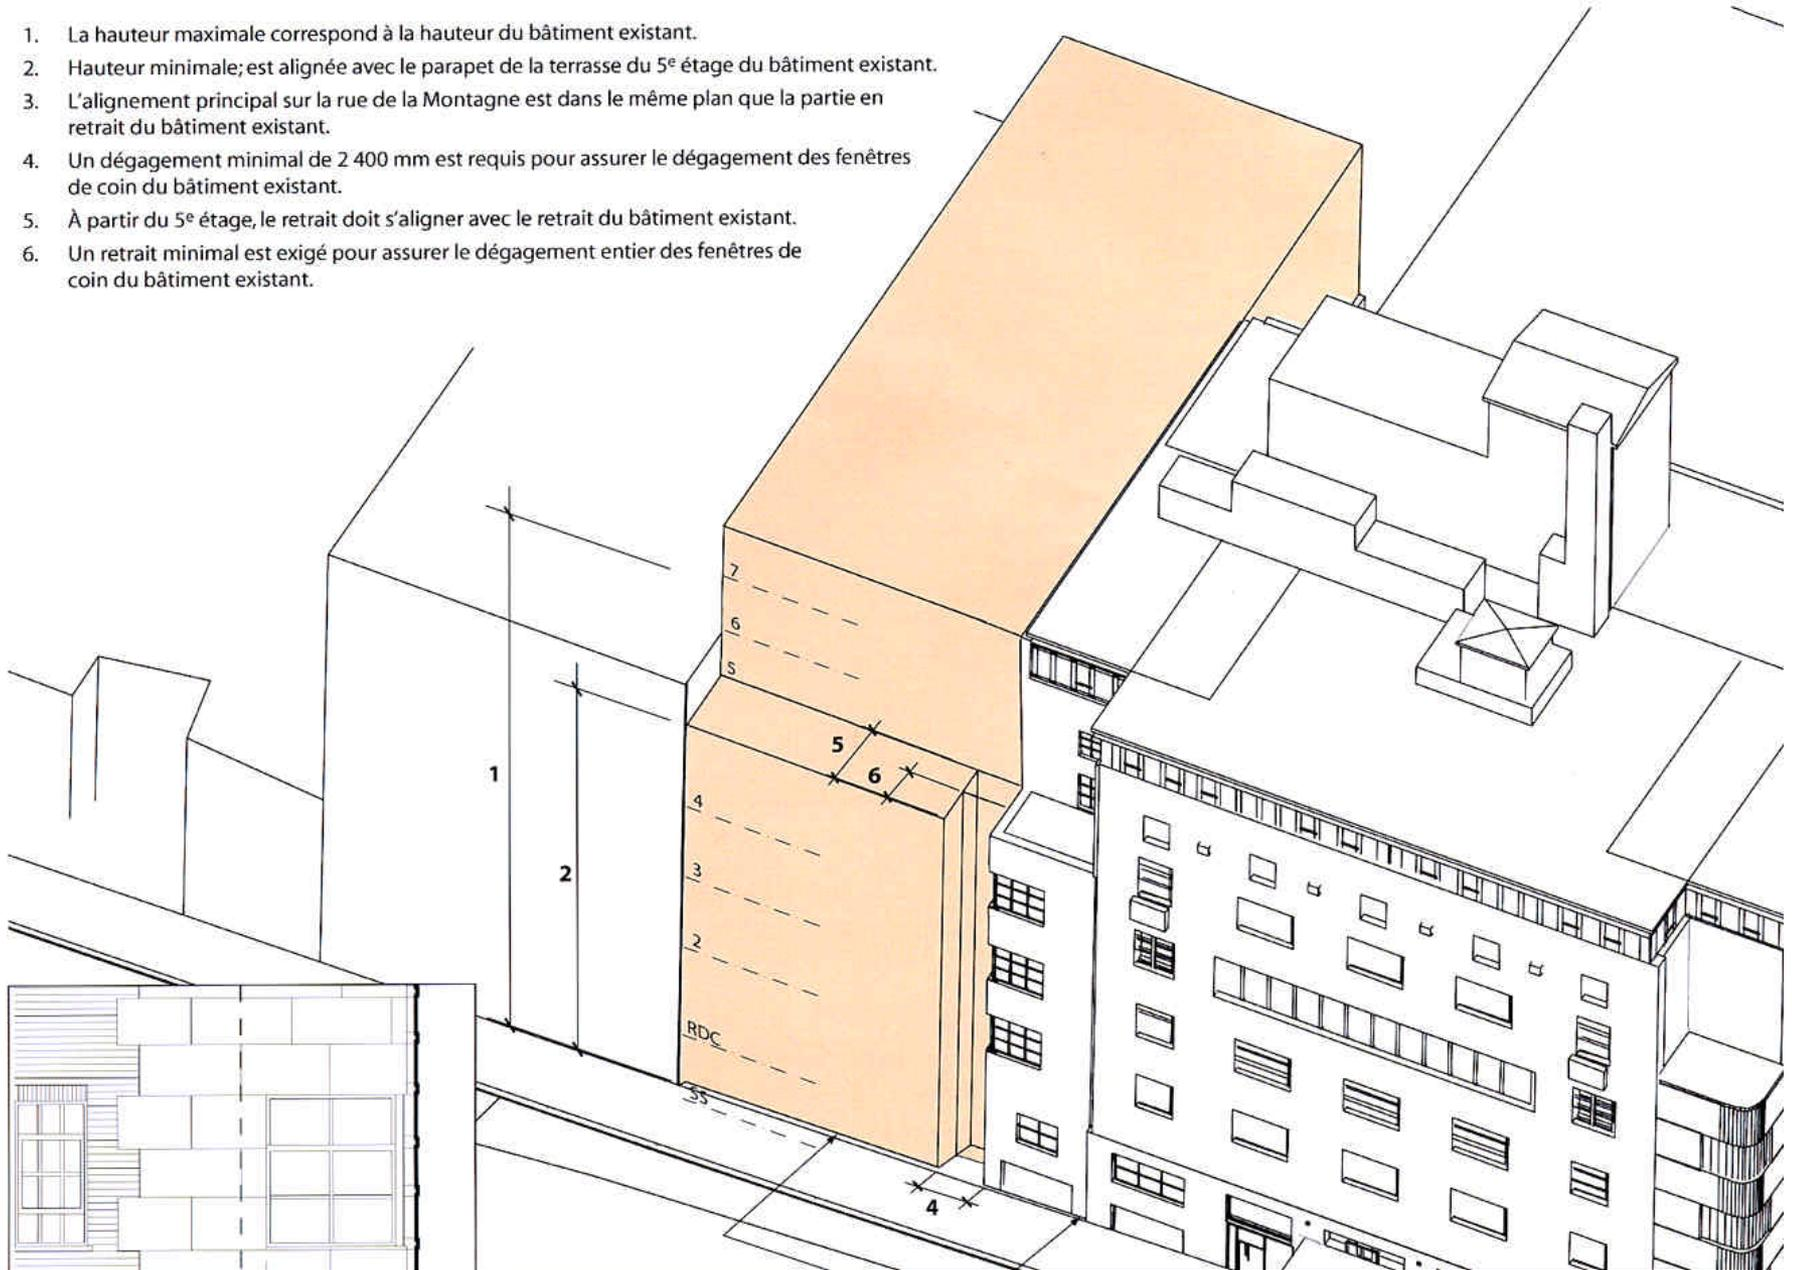 1. La hauteur maximale correspond à la hauteur du bâtiment existant.
2. Hauteur minimale; est alignée avec le parapet de la terrasse du 5e étage du bâtiment existant.
3. L'alignement principal sur la rue de la Montagne est dans le même plan que la partie en
retrait du bâtiment existant.
4. Un dégagement minimal de 2 400 mm est requis pour assurer le dégagement des fenêtres
de coin du bâtiment existant.
5. À partir du 5e étage, le retrait doit s'aligner avec le retrait du bâtiment existant.
6. Un retrait minimal est exigé pour assurer le dégagement entier des fenêtres de
coin du bâtiment existant.
7
6
5
5
6
1
4
2
3
2
RDC
SS
4